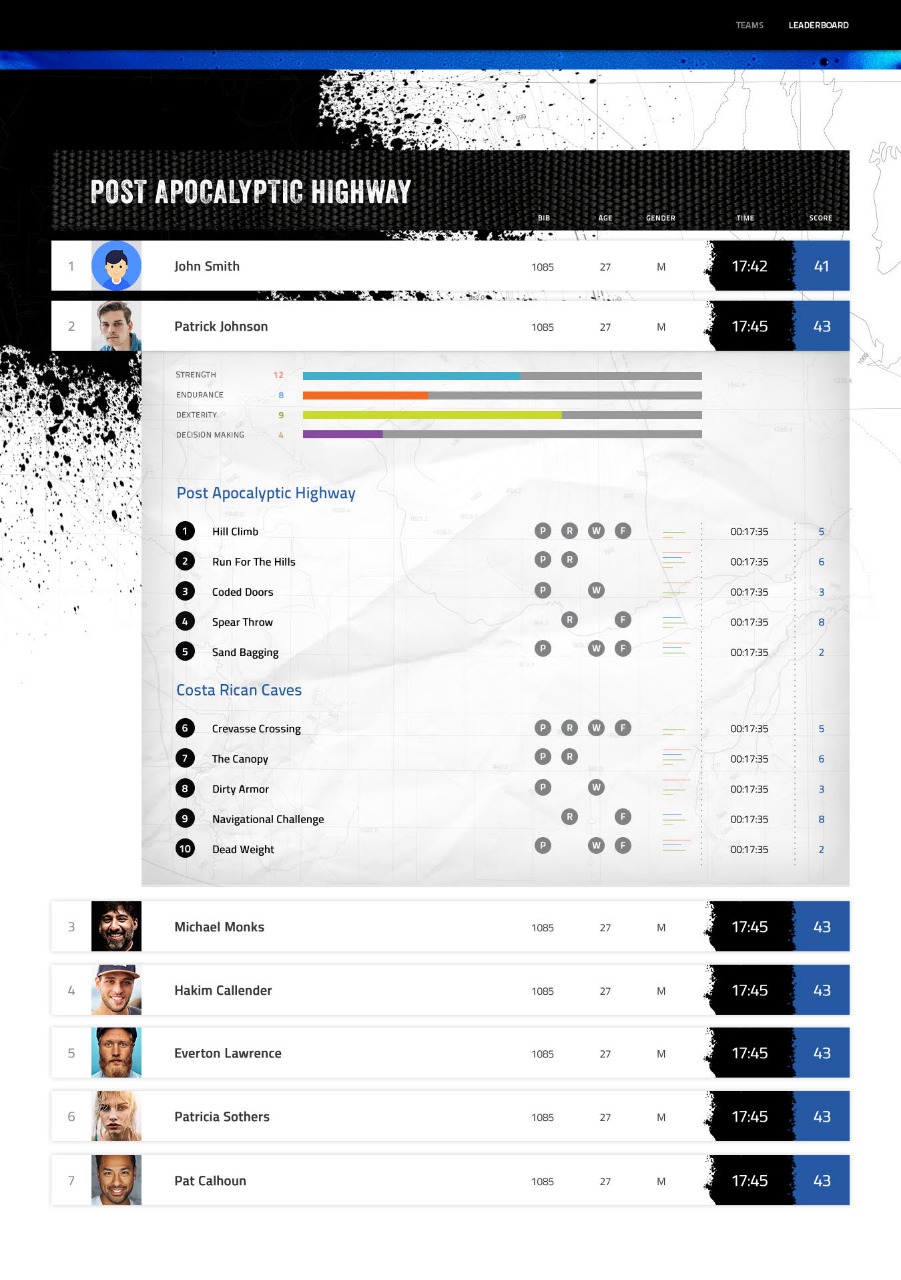 TEAMS LEADERBOARD
POST APOCALYPTIC HIGHWAY
BIB AGE GENDER TIME SCORE
1 John Smith 1085 27 M 17:42 41
2 Patrick Johnson 1085 27 M 17:45 43
STRENGTH 12
ENDURANCE 8
DEXTERITY 9
DECISION MAKING 4
Post Apocalyptic Highway
1 Hill Climb P R W F 00:17:35 5
2 Run For The Hills P R 00:17:35 6
3 Coded Doors P W 00:17:35 3
4 Spear Throw R F 00:17:35 8
5 Sand Bagging P W F 00:17:35 2
Costa Rican Caves
6 Crevasse Crossing P R W F 00:17:35 5
7 The Canopy P R 00:17:35 6
8 Dirty Armor P W 00:17:35 3
9 Navigational Challenge R F 00:17:35 8
10 Dead Weight P W F 00:17:35 2
3 Michael Monks 1085 27 M 17:45 43
4 Hakim Callender 1085 27 M 17:45 43
5 Everton Lawrence 1085 27 M 17:45 43
6 Patricia Sothers 1085 27 M 17:45 43
7 Pat Calhoun 1085 27 M 17:45 43